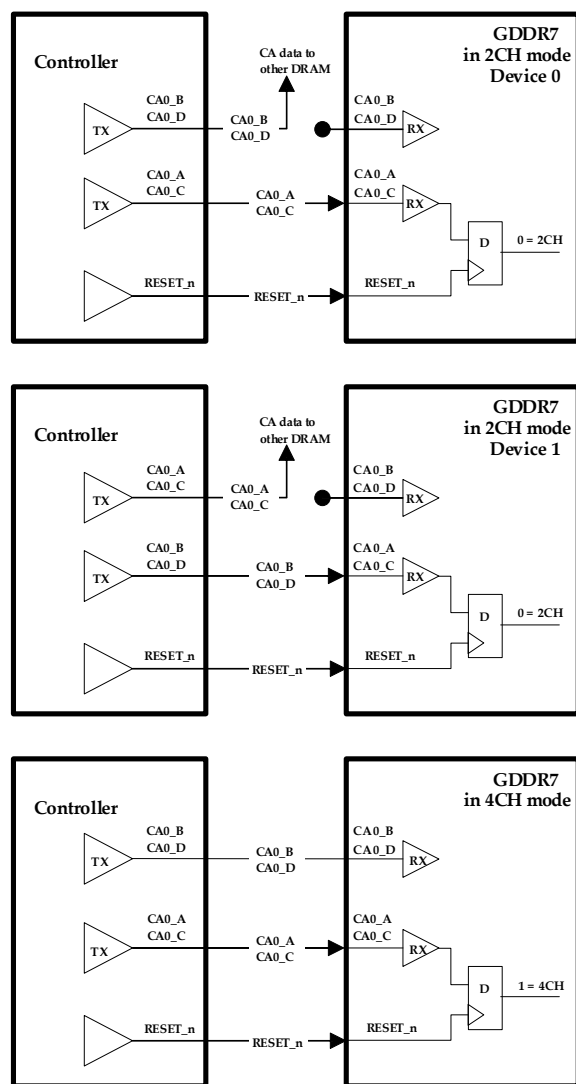 GDDR7
in 2CH mode
Device 0
Controller
CA data to
other DRAM
TX
CA0_B
CA0_D
CA0_B
CA0_D
CA0_B
CA0_D
RX
TX
CA0_A
CA0_C
CA0_A
CA0_C
CA0_A
CA0_C
RX
D
0 = 2CH
RESET_n
RESET_n
RESET_n
GDDR7
in 2CH mode
Device 1
Controller
CA data to
other DRAM
TX
CA0_A
CA0_C
CA0_A
CA0_C
CA0_B
CA0_D
RX
TX
CA0_B
CA0_D
CA0_B
CA0_D
CA0_A
CA0_C
RX
D
0 = 2CH
RESET_n
RESET_n
RESET_n
GDDR7
in 4CH mode
Controller
TX
CA0_B
CA0_D
CA0_B
CA0_D
CA0_B
CA0_D
RX
TX
CA0_A
CA0_C
CA0_A
CA0_C
CA0_A
CA0_C
RX
D
1 = 4CH
RESET_n
RESET_n
RESET_n